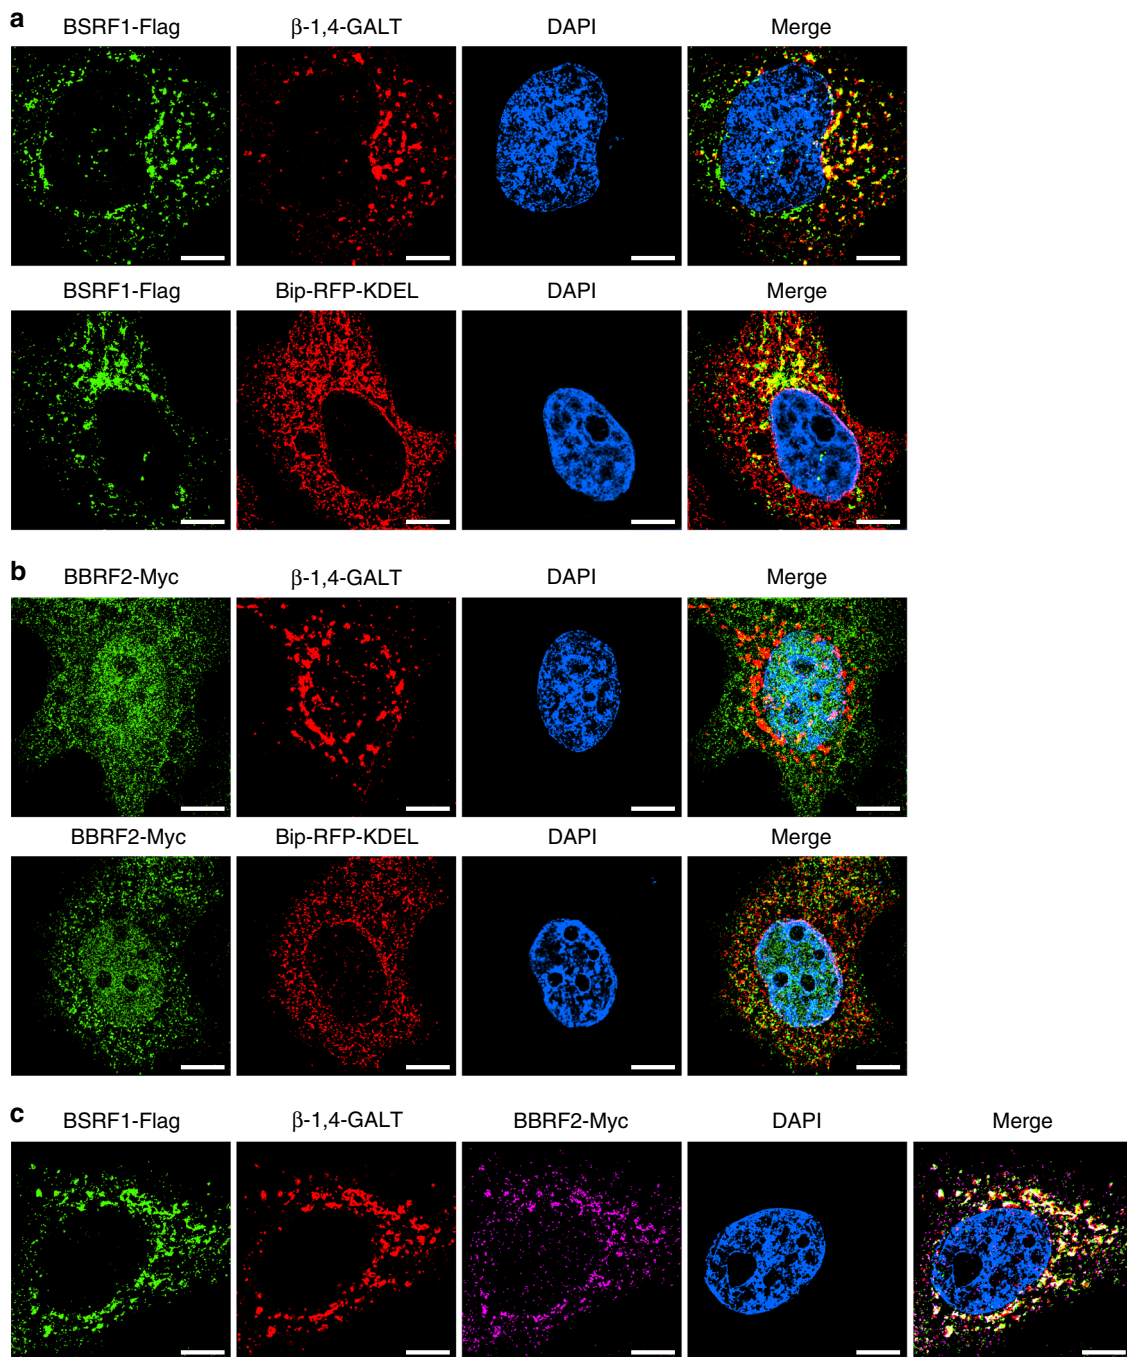 a
BSRF1-Flag β-1,4-GALT DAPI Merge
BSRF1-Flag Bip-RFP-KDEL DAPI Merge
b
BBRF2-Myc β-1,4-GALT DAPI Merge
BBRF2-Myc Bip-RFP-KDEL DAPI Merge
c
BSRF1-Flag β-1,4-GALT BBRF2-Myc DAPI Merge